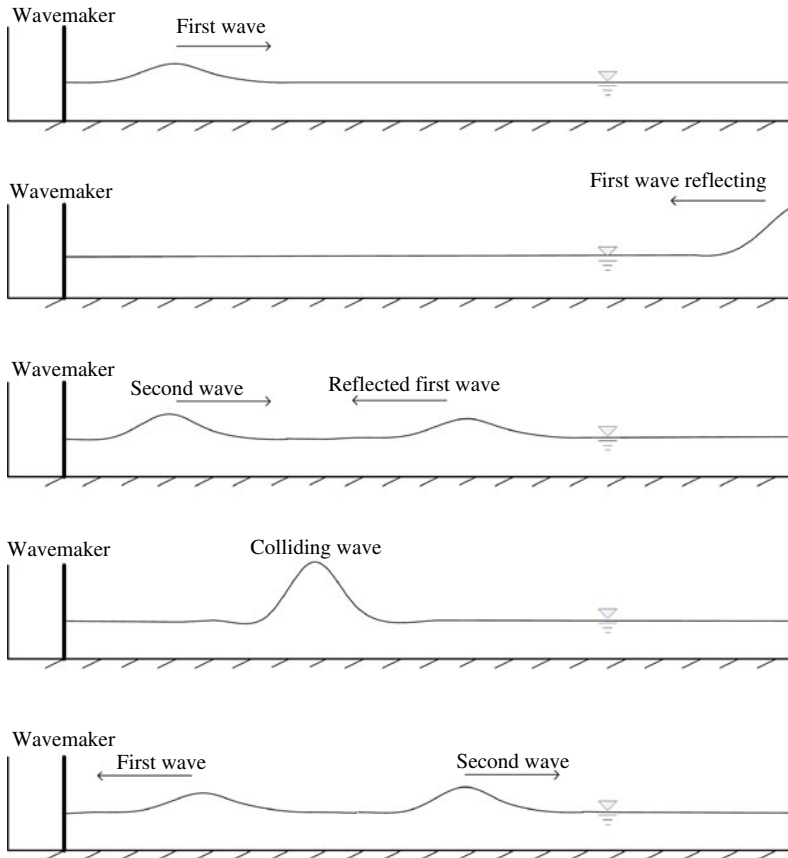 Wavemaker
First wave
Wavemaker
First wave reflecting
Wavemaker
Second wave
Reflected first wave
Wavemaker
Colliding wave
Wavemaker
First wave
Second wave